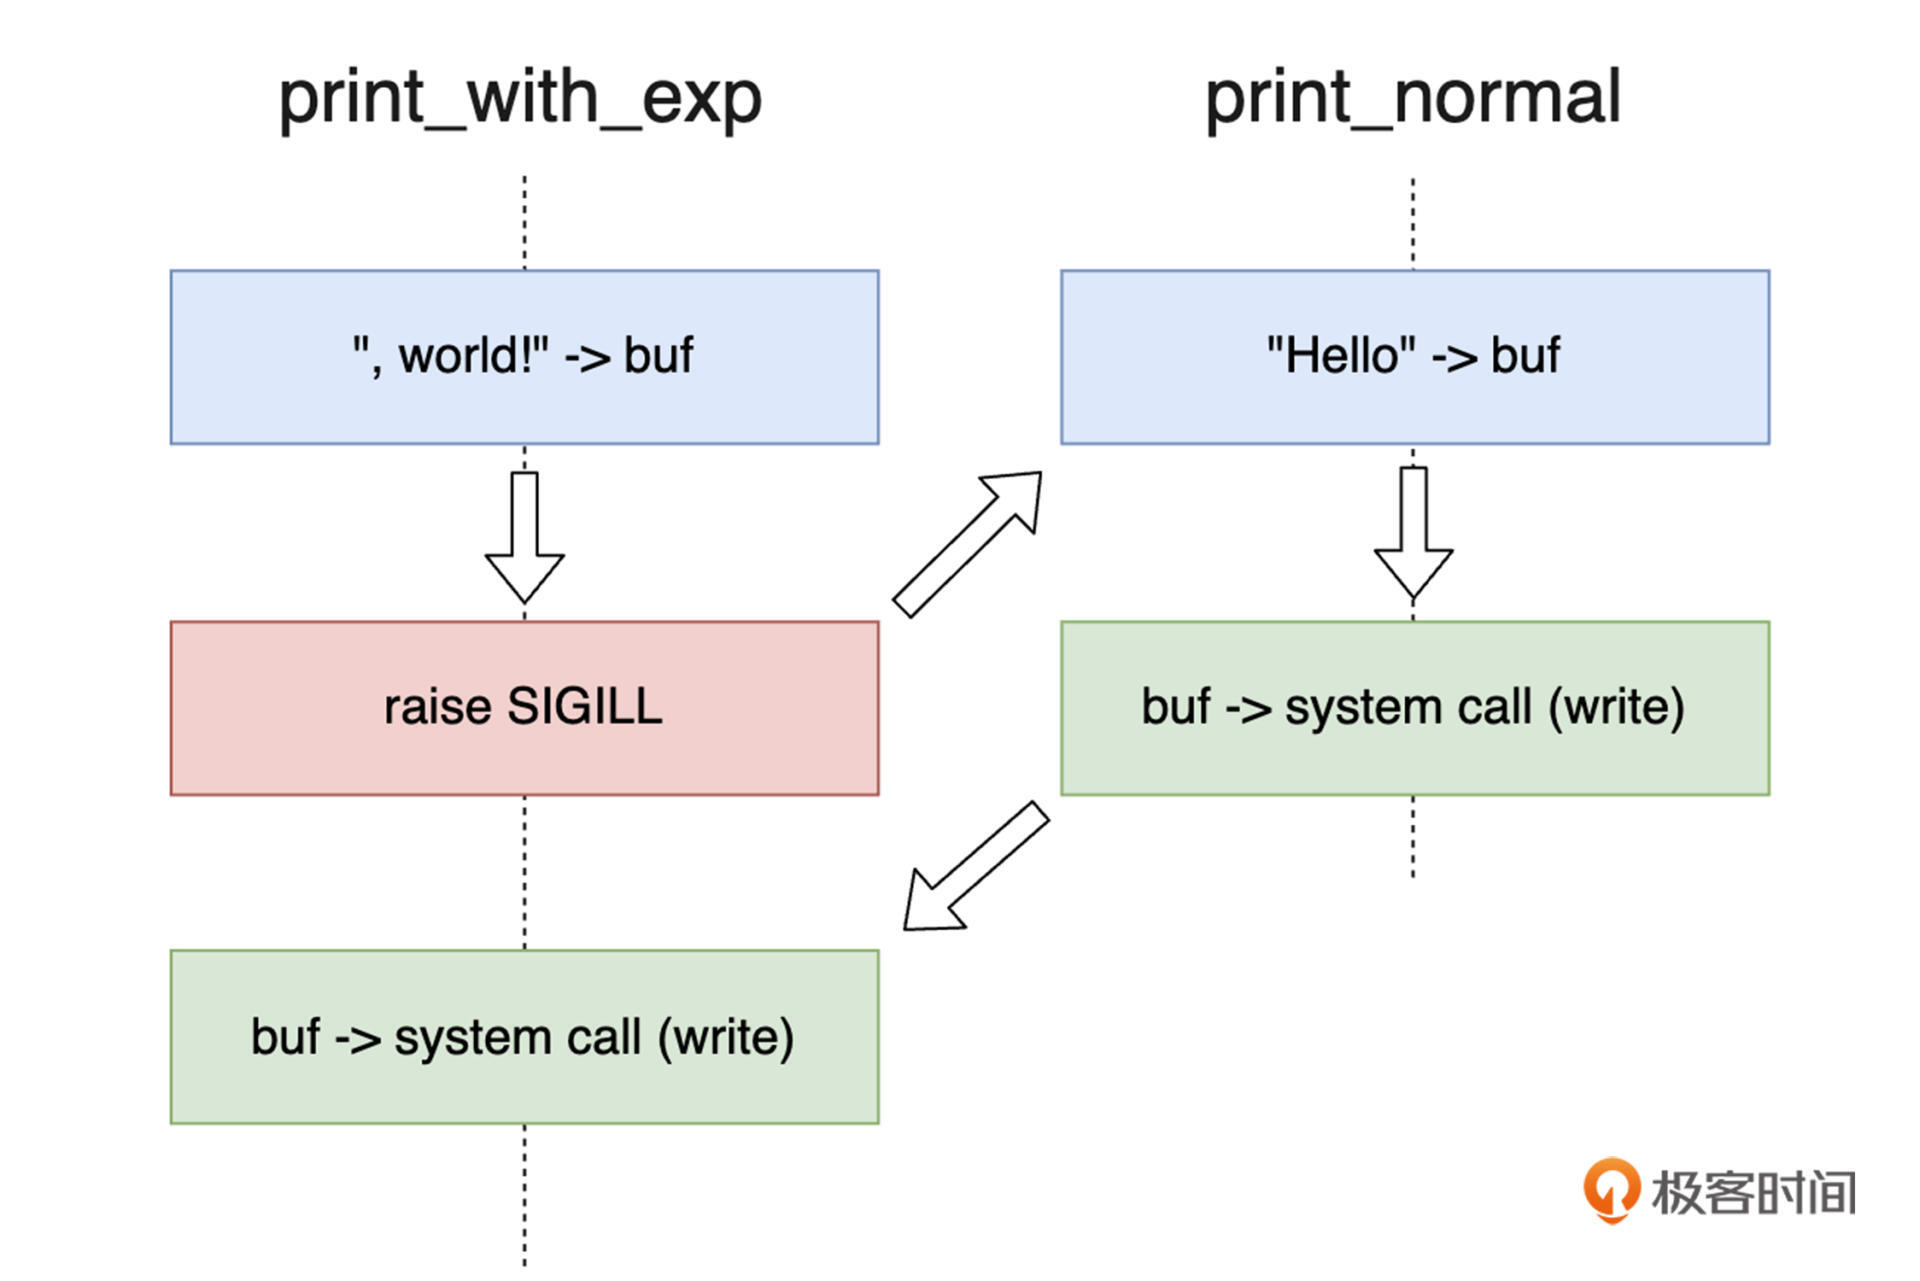 print_with_exp
print_normal
", world!" -> buf
"Hello" -> buf
raise SIGILL
buf -> system call (write)
buf -> system call (write)
极客时间